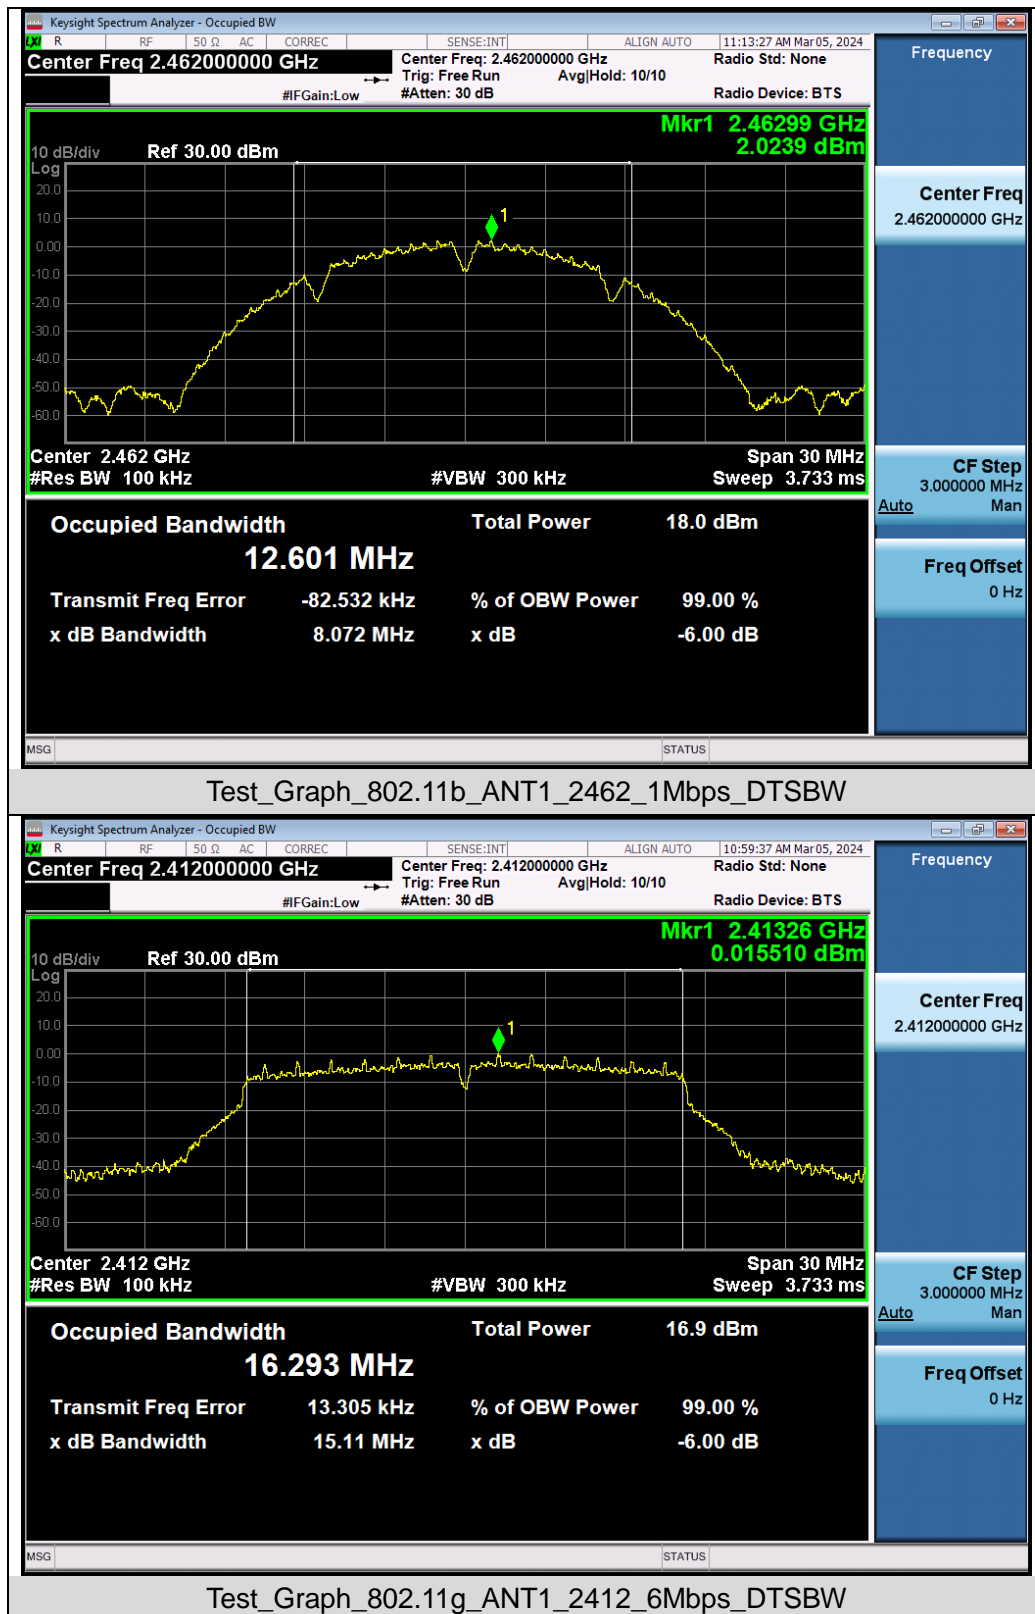 Keysight Spectrum Analyzer - Occupied BW
LXI R RF 50 Ω AC CORREC SENSE:INT ALIGN AUTO 11:13:27 AM Mar 05, 2024
Center Freq 2.462000000 GHz
Center Freq: 2.462000000 GHz
Radio Std: None
Trig: Free Run Avg|Hold: 10/10
#IFGain:Low #Atten: 30 dB Radio Device: BTS
Frequency
Mkr1 2.46299 GHz
2.0239 dBm
10 dB/div Ref 30.00 dBm
Log
20.0
10.0
0.00
-10.0
-20.0
-30.0
-40.0
-50.0
-60.0
1
Center 2.462 GHz Span 30 MHz
#Res BW 100 kHz #VBW 300 kHz Sweep 3.733 ms
Center Freq
2.462000000 GHz
CF Step
3.000000 MHz
Auto Man
Freq Offset
0 Hz
Occupied Bandwidth Total Power 18.0 dBm
12.601 MHz
Transmit Freq Error -82.532 kHz % of OBW Power 99.00 %
x dB Bandwidth 8.072 MHz x dB -6.00 dB
MSG STATUS
Test_Graph_802.11b_ANT1_2462_1Mbps_DTSBW
Keysight Spectrum Analyzer - Occupied BW
LXI R RF 50 Ω AC CORREC SENSE:INT ALIGN AUTO 10:59:37 AM Mar 05, 2024
Center Freq 2.412000000 GHz
Center Freq: 2.412000000 GHz
Radio Std: None
Trig: Free Run Avg|Hold: 10/10
#IFGain:Low #Atten: 30 dB Radio Device: BTS
Frequency
Mkr1 2.41326 GHz
0.015510 dBm
10 dB/div Ref 30.00 dBm
Log
20.0
10.0
0.00
-10.0
-20.0
-30.0
-40.0
-50.0
-60.0
1
Center 2.412 GHz Span 30 MHz
#Res BW 100 kHz #VBW 300 kHz Sweep 3.733 ms
Center Freq
2.412000000 GHz
CF Step
3.000000 MHz
Auto Man
Freq Offset
0 Hz
Occupied Bandwidth Total Power 16.9 dBm
16.293 MHz
Transmit Freq Error 13.305 kHz % of OBW Power 99.00 %
x dB Bandwidth 15.11 MHz x dB -6.00 dB
MSG STATUS
Test_Graph_802.11g_ANT1_2412_6Mbps_DTSBW